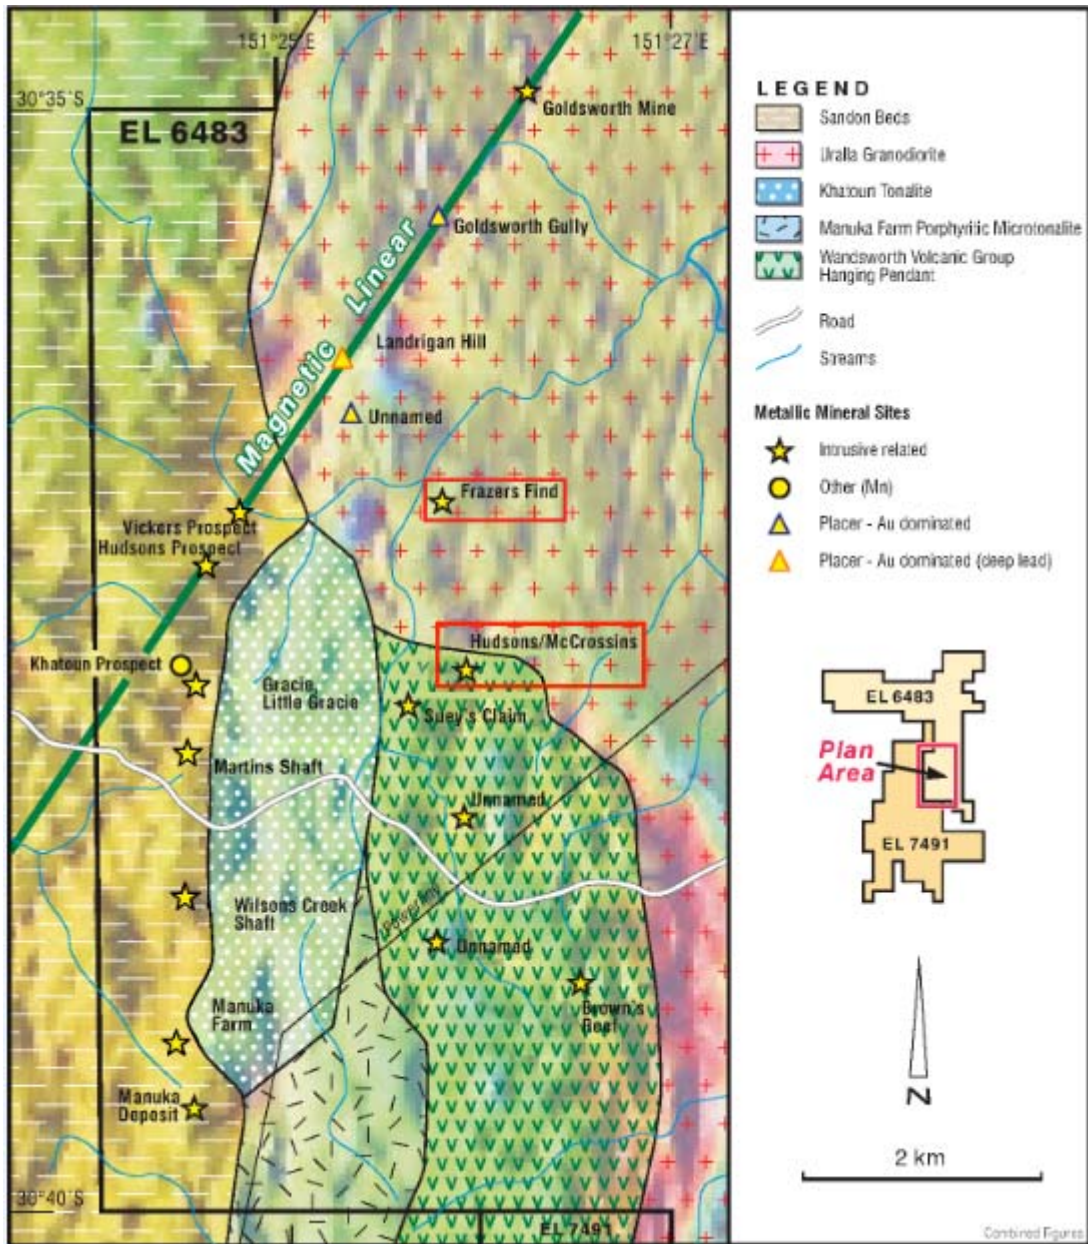 151°25´E
151°27´E
30°35´S
EL 6483
Goldsworth Mine
Goldsworth Gully
Magnetic Linear
Landrigan Hill
Unnamed
Frazers Find
Vickers Prospect
Hudsons Prospect
Hudsons/McCrossins
Khatoun Prospect
Gracie,
Little Gracie
Suey's Claim
Martins Shaft
Unnamed
Power line
Wilsons Creek
Shaft
Unnamed
Manuka
Farm
Brown's
Reef
Manuka
Deposit
30°40´S
EL 7491
LEGEND
Sandon Beds
Uralla Granodiorite
Khatoun Tonalite
Manuka Farm Porphyritic Microtonalite
Wandsworth Volcanic Group
Hanging Pendant
Road
Streams
Metallic Mineral Sites
Intrusive related
Other (Mn)
Placer - Au dominated
Placer - Au dominated (deep lead)
EL 6483
Plan
Area
EL 7491
N
2 km
Combined Figures